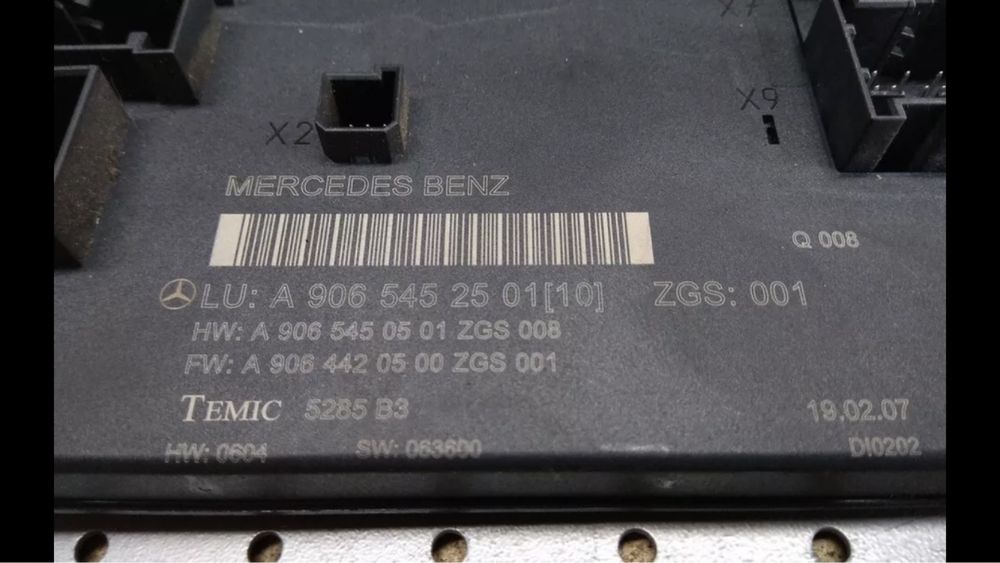 X9
X2
MERCEDES BENZ
Q 008
LU: A 906 545 25 01[10] ZGS: 001
HW: A 906 545 05 01 ZGS 008
FW: A 906 442 05 00 ZGS 001
TEMIC 5285 B3 19.02.07
HW: 0604 SW: 063600 DI0202